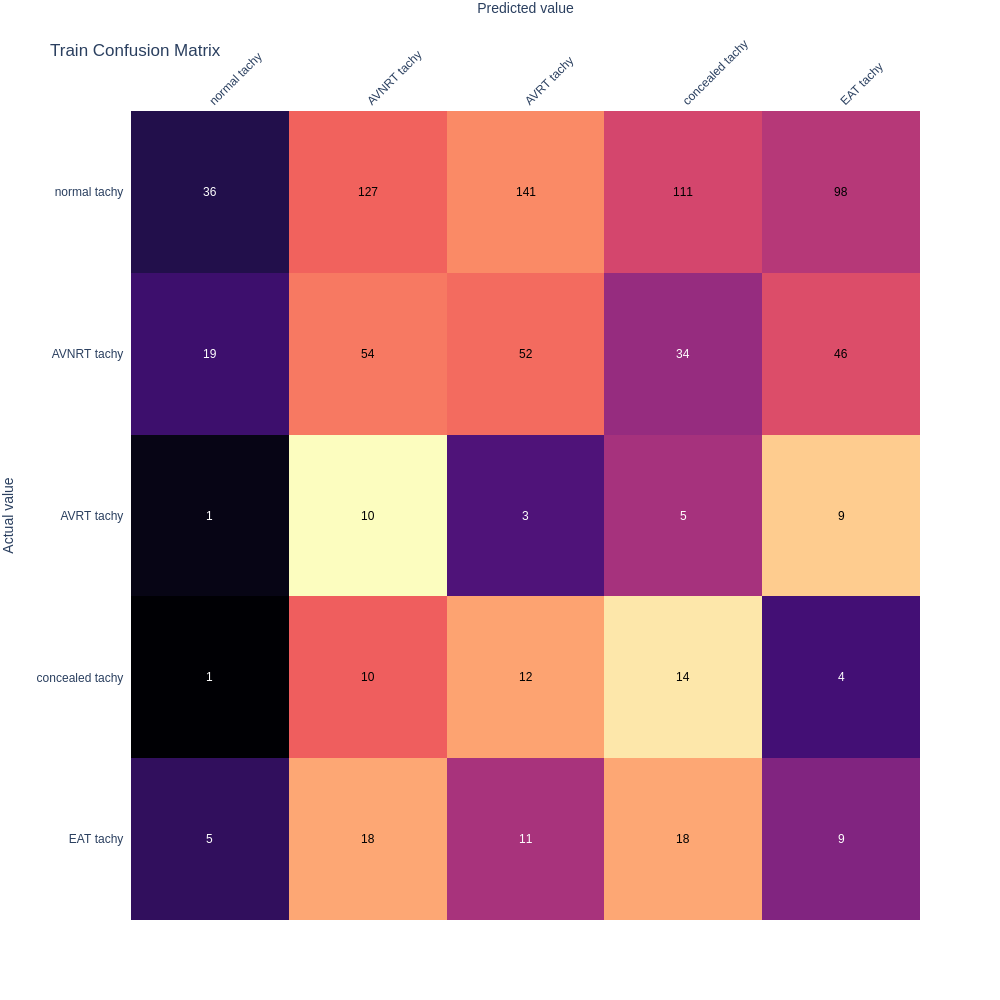 Predicted value
Train Confusion Matrix
normal tachy
AVNRT tachy
AVRT tachy
concealed tachy
EAT tachy
Actual value
normal tachy 36 127 141 111 98
AVNRT tachy 19 54 52 34 46
AVRT tachy 1 10 3 5 9
concealed tachy 1 10 12 14 4
EAT tachy 5 18 11 18 9